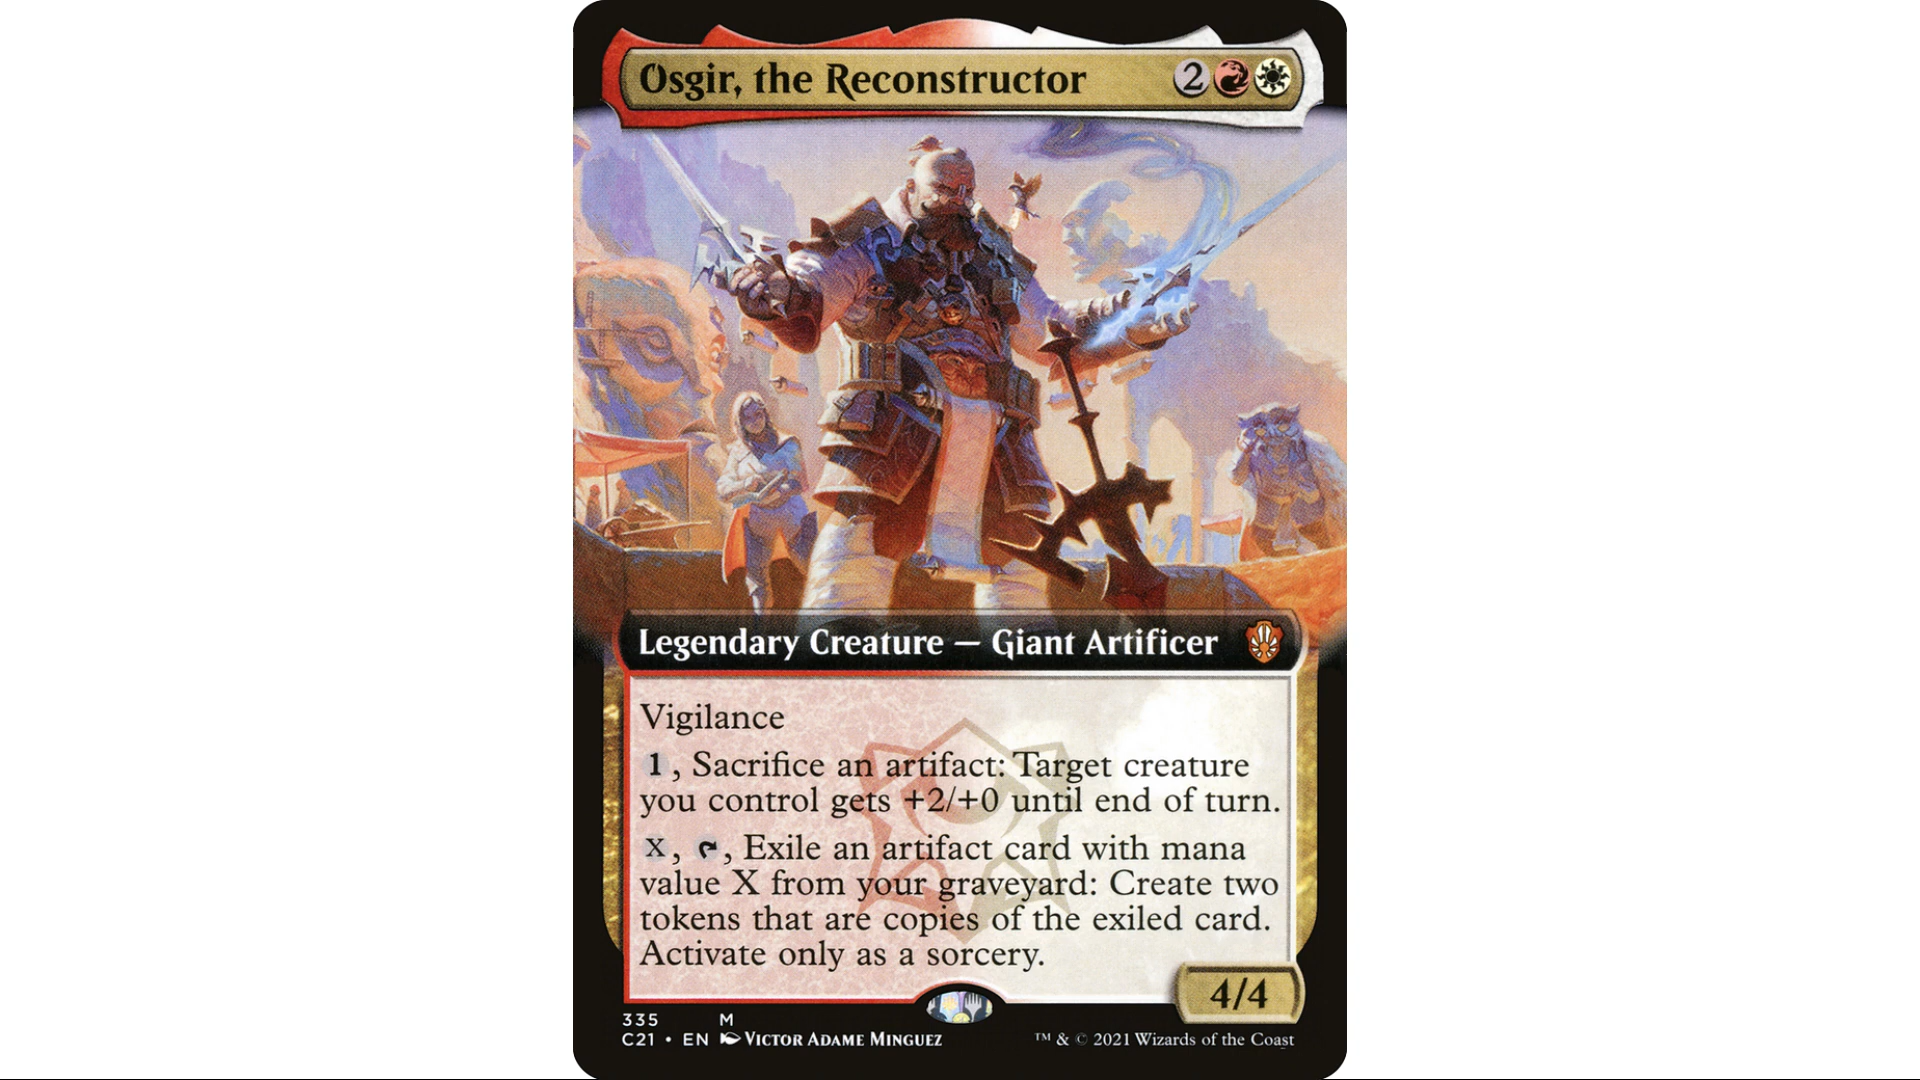 Osgir, the Reconstructor 2
Legendary Creature — Giant Artificer
Vigilance
1, Sacrifice an artifact: Target creature
you control gets +2/+0 until end of turn.
X, , Exile an artifact card with mana
value X from your graveyard: Create two
tokens that are copies of the exiled card.
Activate only as a sorcery.
4/4
335 M
C21 • EN Victor Adame Minguez ™ & © 2021 Wizards of the Coast